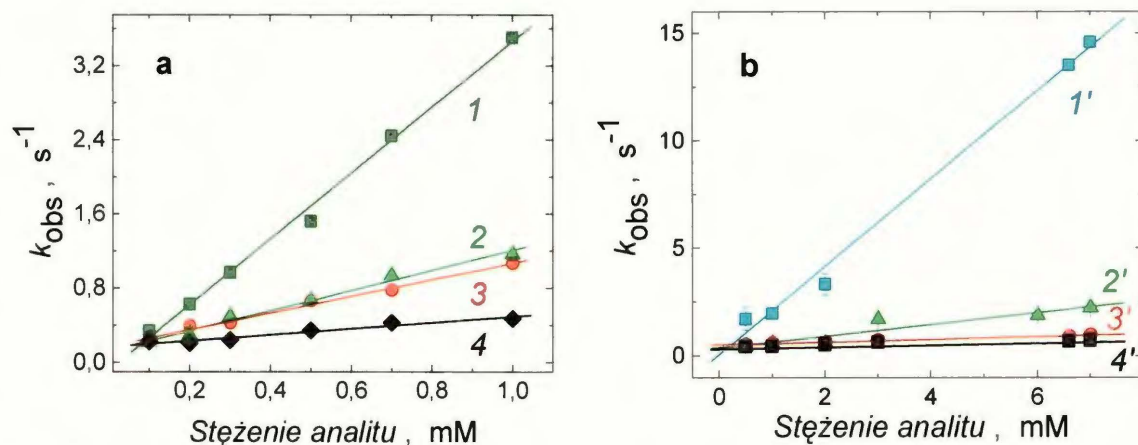 a
kobs , s-1
3,6
2,4
1,6
0,8
0,0
1
2
3
4
0,2 0,4 0,6 0,8 1,0
Stężenie analitu , mM
b
kobs , s-1
15
10
5
0
1'
2'
3'
4'
0 2 4 6
Stężenie analitu , mM